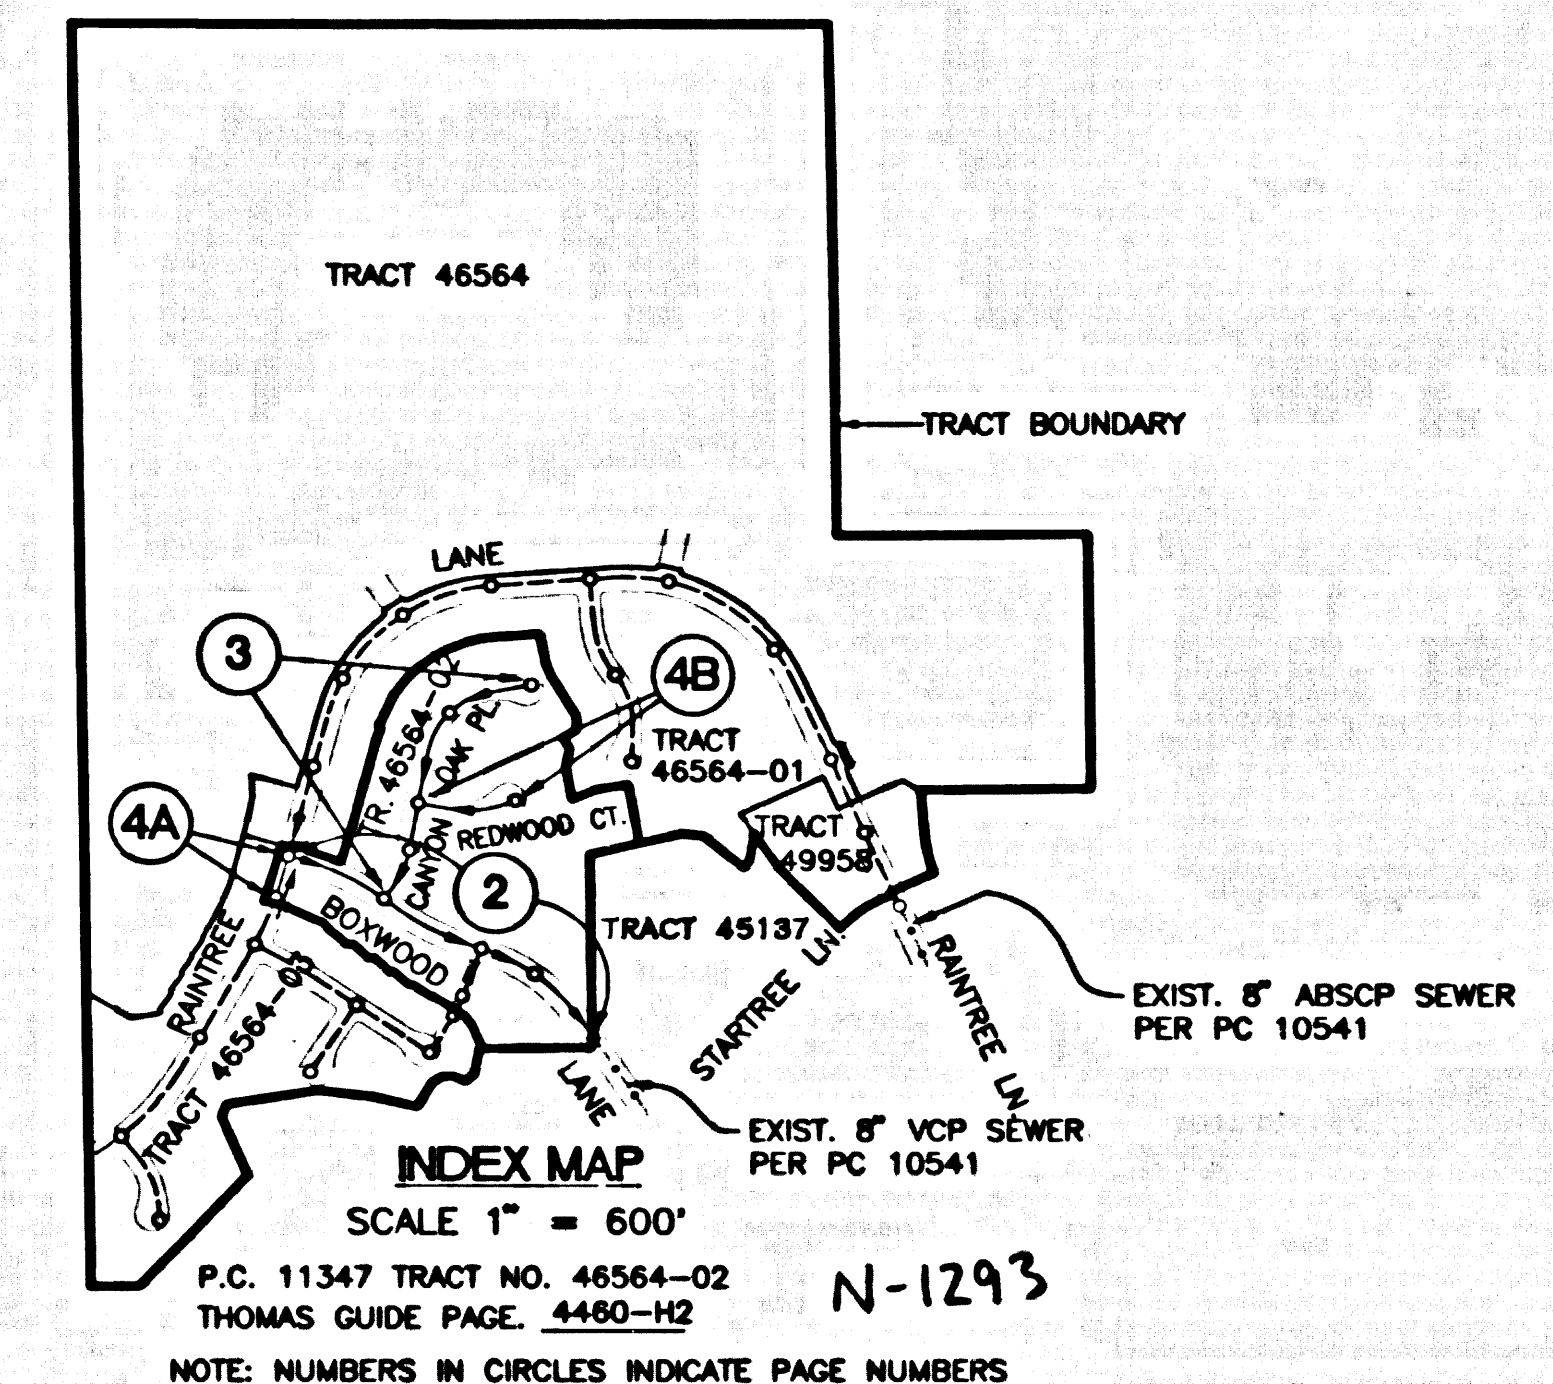 TRACT 46564
TRACT BOUNDARY
LANE
3
4B
TR. 46564-02
OAK PL.
TRACT
46564-01
4A
CANYON
REDWOOD CT.
TRACT
49958
2
BOXWOOD
TRACT 45137
RAINTREE
TRACT 46564-03
STARTREE LN.
RAINTREE LN.
EXIST. 8" ABSCP SEWER
PER PC 10541
LANE
EXIST. 8" VCP SEWER
PER PC 10541
INDEX MAP
SCALE 1" = 600'
P.C. 11347 TRACT NO. 46564-02
THOMAS GUIDE PAGE. 4460-H2
N-1293
NOTE: NUMBERS IN CIRCLES INDICATE PAGE NUMBERS